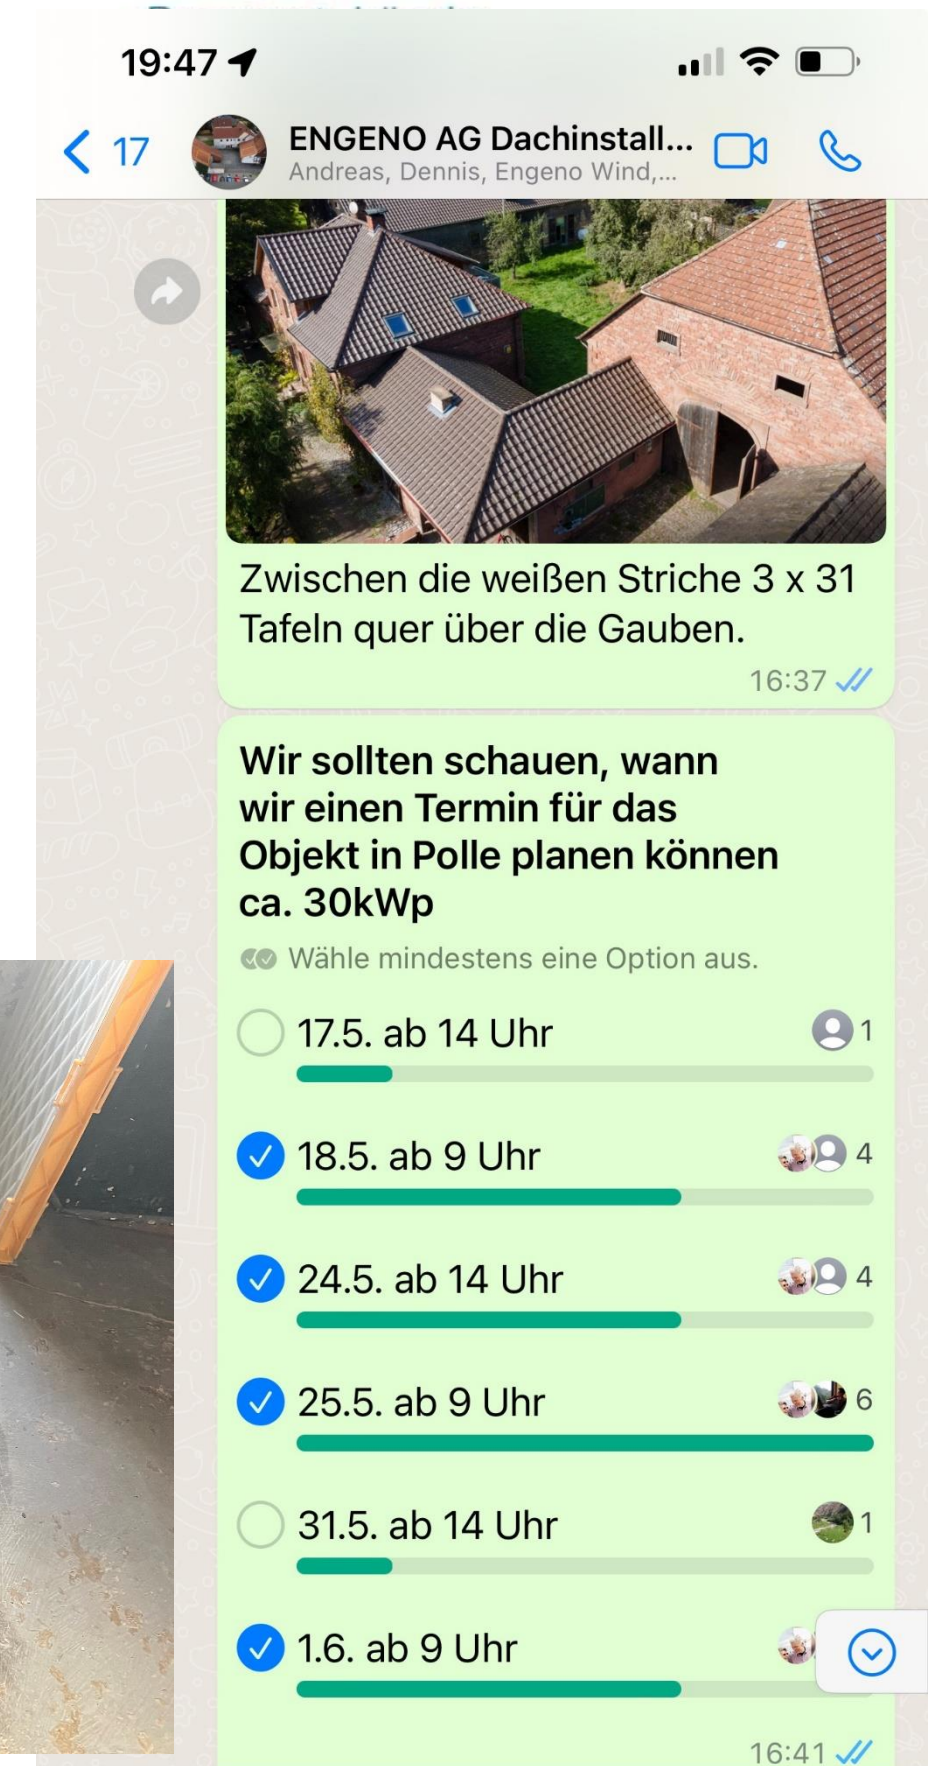 19:47
17
ENGENO AG Dachinstall...
Andreas, Dennis, Engeno Wind,...
Zwischen die weißen Striche 3 x 31
Tafeln quer über die Gauben.
16:37
Wir sollten schauen, wann
wir einen Termin für das
Objekt in Polle planen können
ca. 30kWp
Wähle mindestens eine Option aus.
17.5. ab 14 Uhr 1
18.5. ab 9 Uhr 4
24.5. ab 14 Uhr 4
25.5. ab 9 Uhr 6
31.5. ab 14 Uhr 1
1.6. ab 9 Uhr
16:41